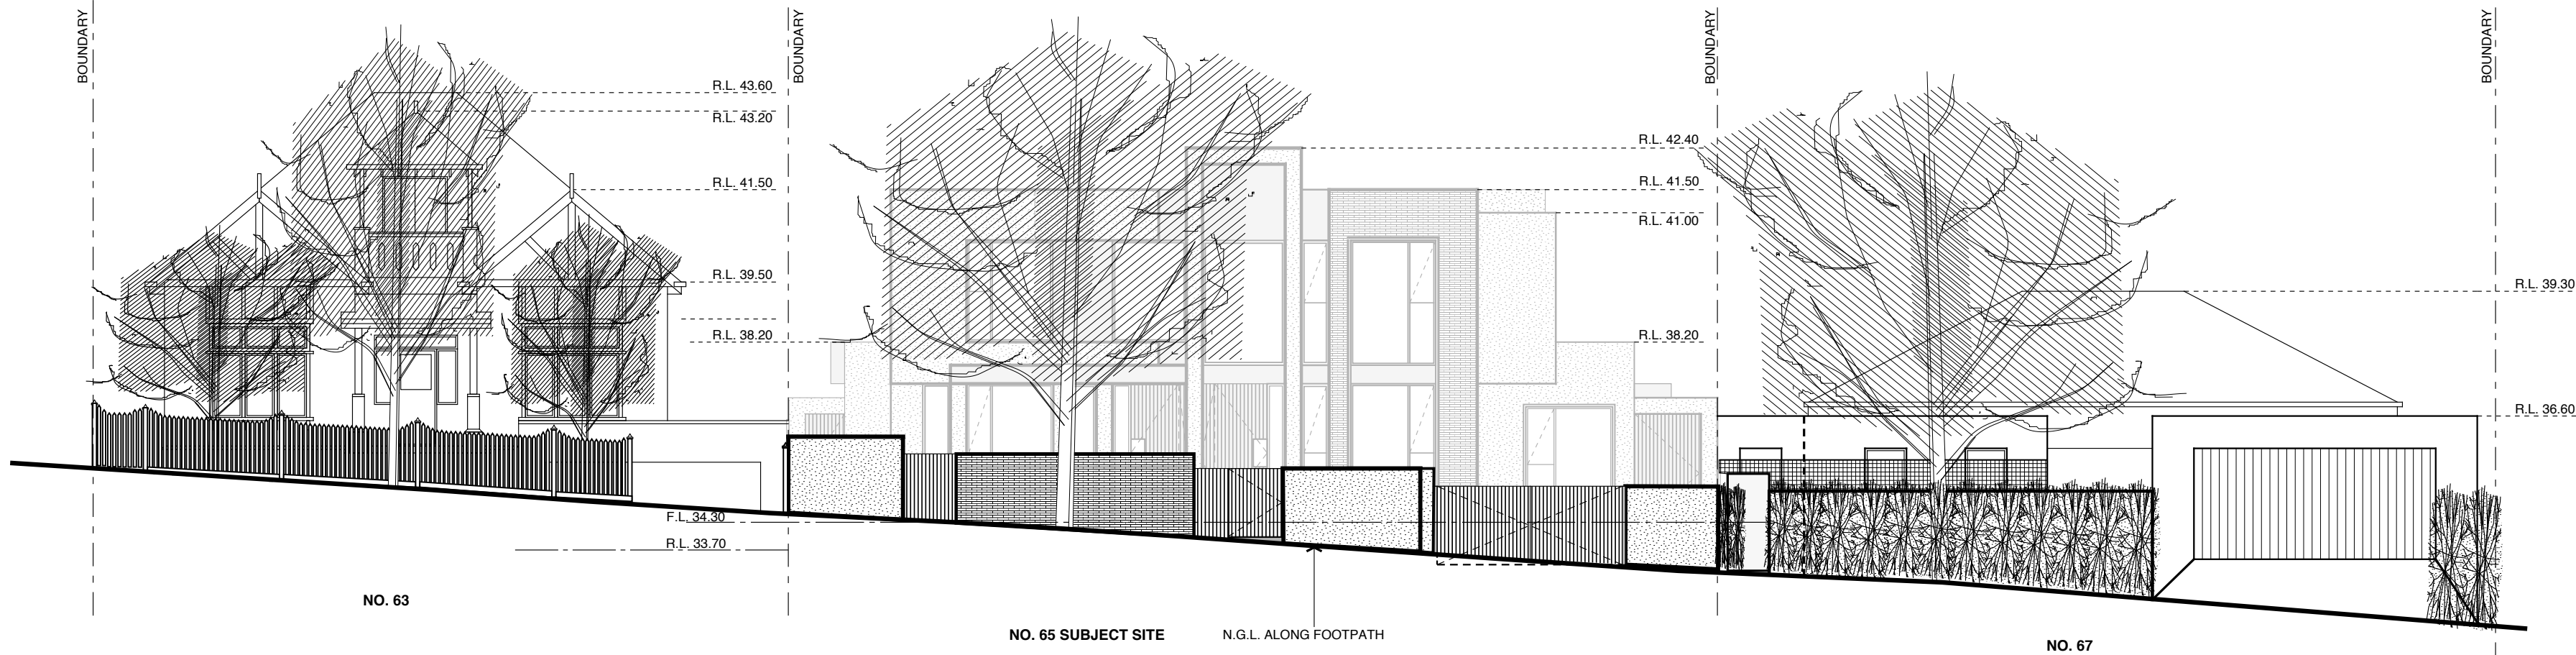 BOUNDARY
BOUNDARY
BOUNDARY
BOUNDARY
R.L. 43.60
R.L. 43.20
R.L. 41.50
R.L. 39.50
R.L. 38.20
F.L. 34.30
R.L. 33.70
R.L. 42.40
R.L. 41.50
R.L. 41.00
R.L. 38.20
R.L. 39.30
R.L. 36.60
NO. 63
NO. 65 SUBJECT SITE
N.G.L. ALONG FOOTPATH
NO. 67